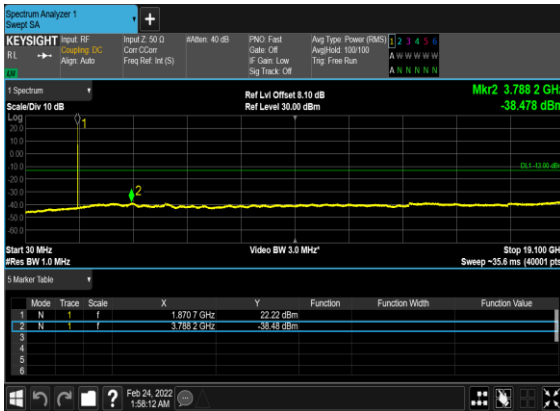 Spectrum Analyzer 1
Swept SA
KEYSIGHT
RL
Input: RF
Coupling: DC
Align: Auto
Input Z: 50 Ω
Corr CCorr
Freq Ref: Int (S)
#Atten: 40 dB
PNO: Fast
Gate: Off
IF Gain: Low
Sig Track: Off
Avg Type: Power (RMS)
Avg|Hold: 100/100
Trig: Free Run
1 2 3 4 5 6
A W W W W W
A N N N N N
1 Spectrum
Scale/Div 10 dB
Ref Lvl Offset 8.10 dB
Ref Level 30.00 dBm
Mkr2 3.788 2 GHz
-38.478 dBm
Log
20.0
10.0
0.00
-10.0
-20.0
-30.0
-40.0
-50.0
-60.0
1
2
DL1 -13.00 dBm
Start 30 MHz
#Res BW 1.0 MHz
Video BW 3.0 MHz*
Stop 19.100 GHz
Sweep ~35.6 ms (40001 pts)
5 Marker Table
Mode Trace Scale X Y Function Function Width Function Value
1 N 1 f 1.870 7 GHz 22.22 dBm
2 N 1 f 3.788 2 GHz -38.48 dBm
3
4
5
6
Feb 24, 2022
1:58:12 AM